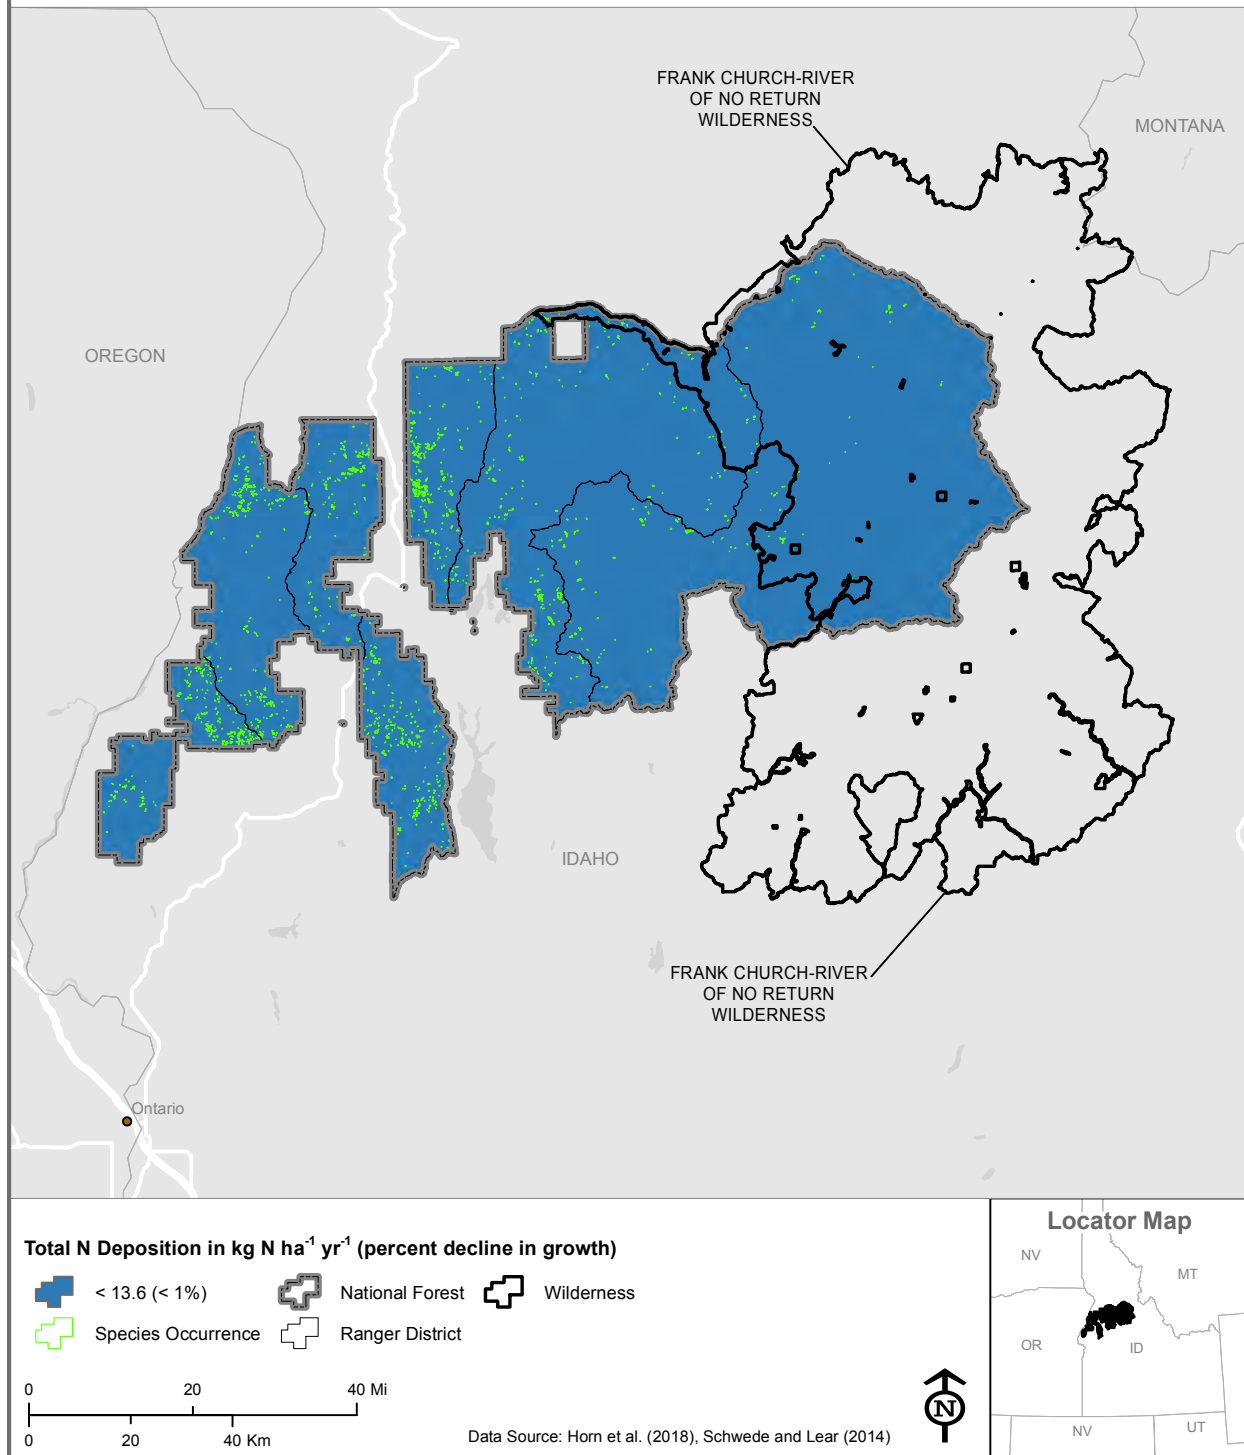 FRANK CHURCH-RIVER
OF NO RETURN
WILDERNESS
MONTANA
OREGON
IDAHO
FRANK CHURCH-RIVER
OF NO RETURN
WILDERNESS
Ontario
Total N Deposition in kg N ha⁻¹ yr⁻¹ (percent decline in growth)
< 13.6 (< 1%)
National Forest
Wilderness
Species Occurrence
Ranger District
0 20 40 Mi
0 20 40 Km
N
Data Source: Horn et al. (2018), Schwede and Lear (2014)
Locator Map
NV
MT
OR
ID
NV
UT